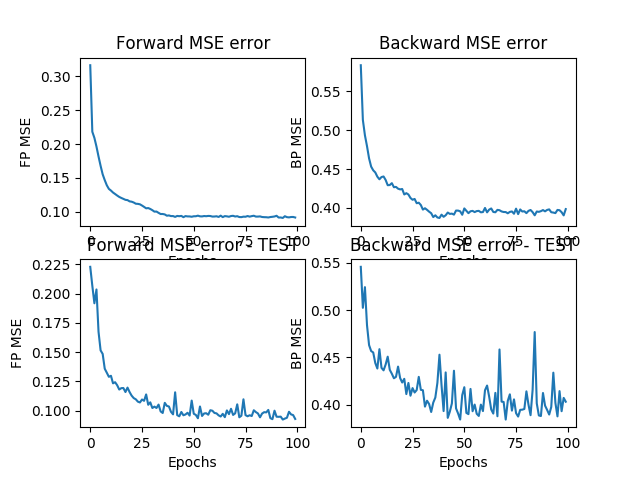 Forward MSE error
Backward MSE error
FP MSE
0.30
0.25
0.20
0.15
0.10
0 25 50 75 100
Epochs
BP MSE
0.55
0.50
0.45
0.40
0 25 50 75 100
Epochs
Forward MSE error - TEST
Backward MSE error - TEST
FP MSE
0.225
0.200
0.175
0.150
0.125
0.100
0 25 50 75 100
Epochs
BP MSE
0.55
0.50
0.45
0.40
0 25 50 75 100
Epochs